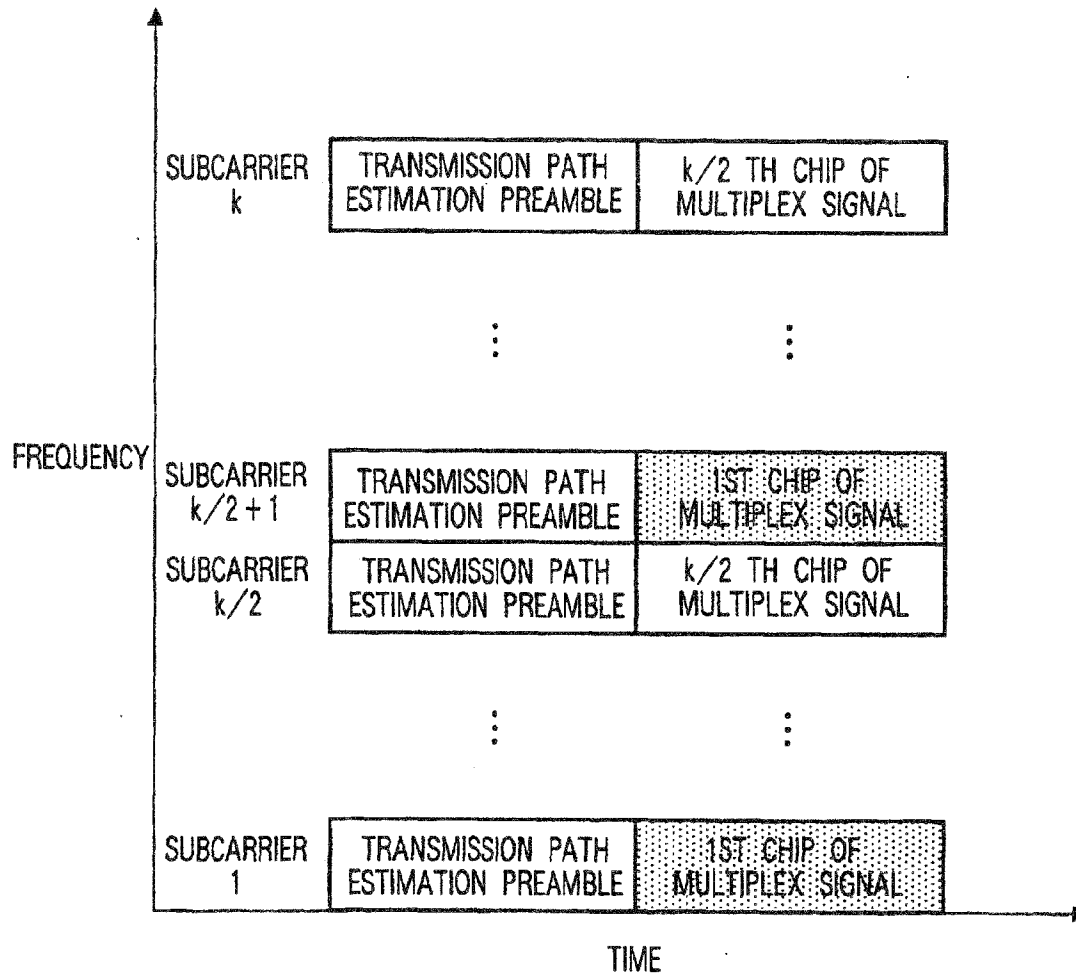 SUBCARRIER
k
TRANSMISSION PATH
ESTIMATION PREAMBLE
k/2 TH CHIP OF
MULTIPLEX SIGNAL
FREQUENCY
SUBCARRIER
k/2+1
TRANSMISSION PATH
ESTIMATION PREAMBLE
1ST CHIP OF
MULTIPLEX SIGNAL
SUBCARRIER
k/2
TRANSMISSION PATH
ESTIMATION PREAMBLE
k/2 TH CHIP OF
MULTIPLEX SIGNAL
SUBCARRIER
1
TRANSMISSION PATH
ESTIMATION PREAMBLE
1ST CHIP OF
MULTIPLEX SIGNAL
TIME